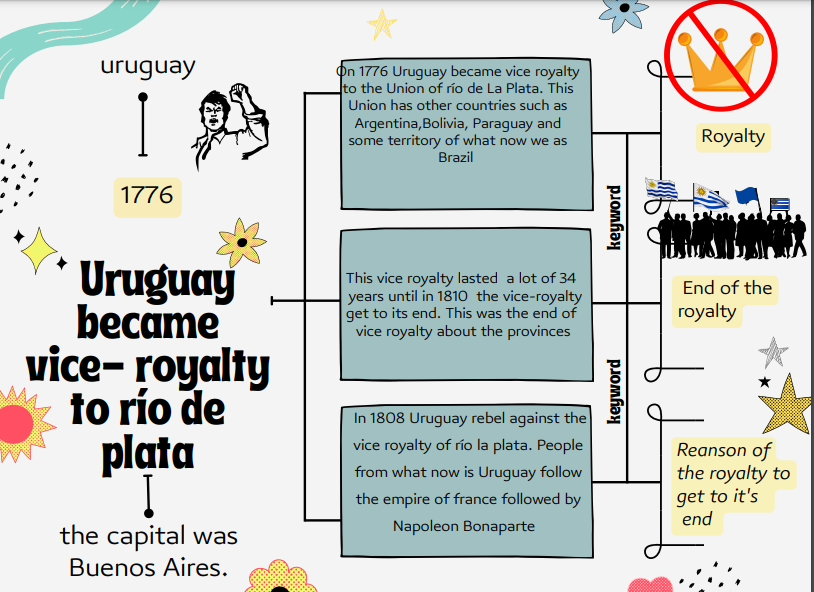 uruguay
1776
Uruguay
became
vice- royalty
to río de
plata
the capital was
Buenos Aires.
On 1776 Uruguay became vice royalty
to the Union of río de La Plata. This
Union has other countries such as
Argentina,Bolivia, Paraguay and
some territory of what now we as
Brazil
This vice royalty lasted a lot of 34
years until in 1810 the vice-royalty
get to its end. This was the end of
vice royalty about the provinces
In 1808 Uruguay rebel against the
vice royalty of río la plata. People
from what now is Uruguay follow
the empire of france followed by
Napoleon Bonaparte
keyword
keyword
Royalty
End of the
royalty
Reanson of
the royalty to
get to it's
end